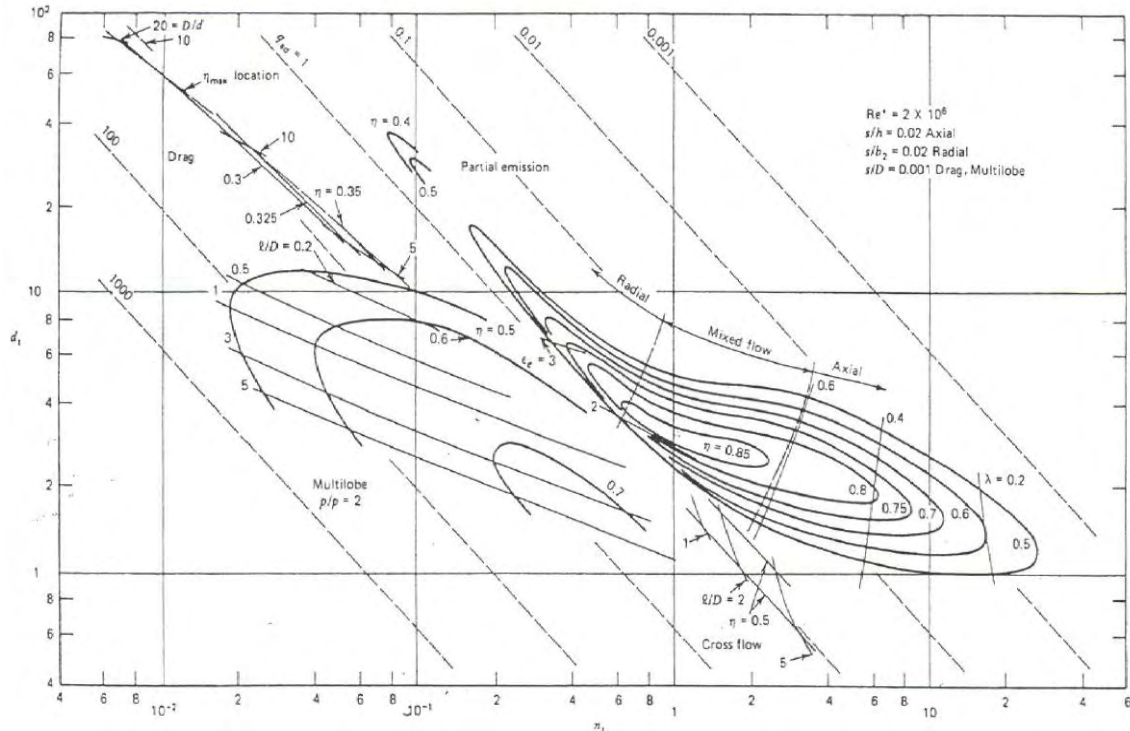 10²
8
6
4
2
10
8
6
4
2
1
8
6
4
dₛ
4
6
8
10⁻²
2
4
6
8
10⁻¹
2
4
6
8
1
2
4
6
8
10
2
4
6
nₛ
20 = D/d
10
ηmax location
10
Drag
0.3
0.325
η = 0.35
ℓ/D = 0.2
5
100
1000
0.5
1
3
5
η = 0.5
0.6
0.7
Multilobe
p/p = 2
= 1
0.1
0.01
0.001
η = 0.4
0.5
Partial emission
Re* = 2 X 10⁶
s/h = 0.02 Axial
s/b₂ = 0.02 Radial
s/D = 0.001 Drag, Multilobe
Radial
Mixed flow
Axial
= 3
2
0.6
0.4
λ = 0.2
η = 0.85
0.8
0.75
0.7
0.6
0.5
1
ℓ/D = 2
η = 0.5
Cross flow
5